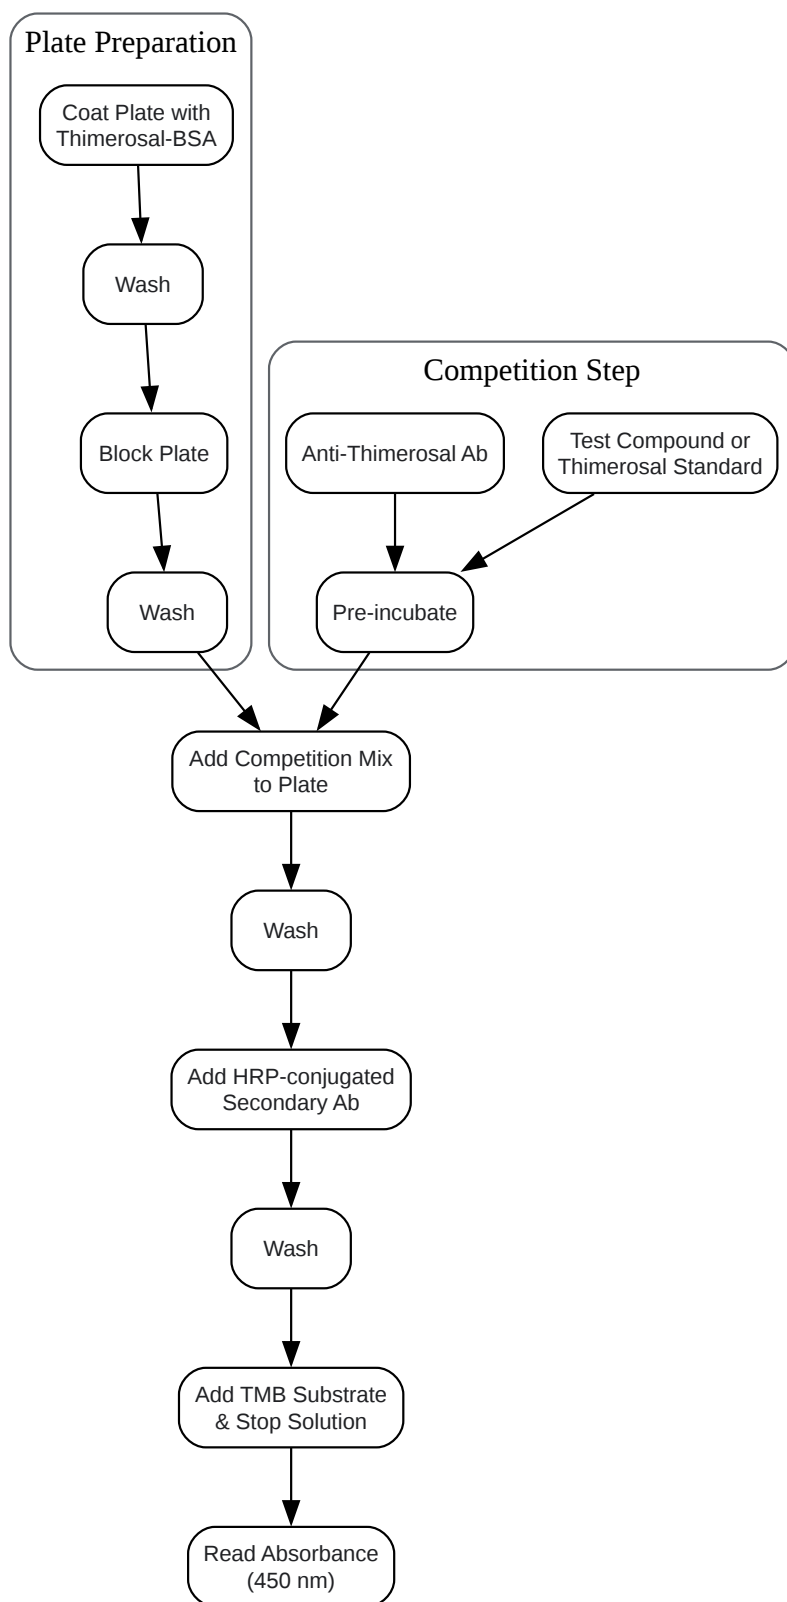 Plate Preparation
Coat Plate with
Thimerosal-BSA
Wash
Block Plate
Wash
Competition Step
Anti-Thimerosal Ab
Test Compound or
Thimerosal Standard
Pre-incubate
Add Competition Mix
to Plate
Wash
Add HRP-conjugated
Secondary Ab
Wash
Add TMB Substrate
& Stop Solution
Read Absorbance
(450 nm)